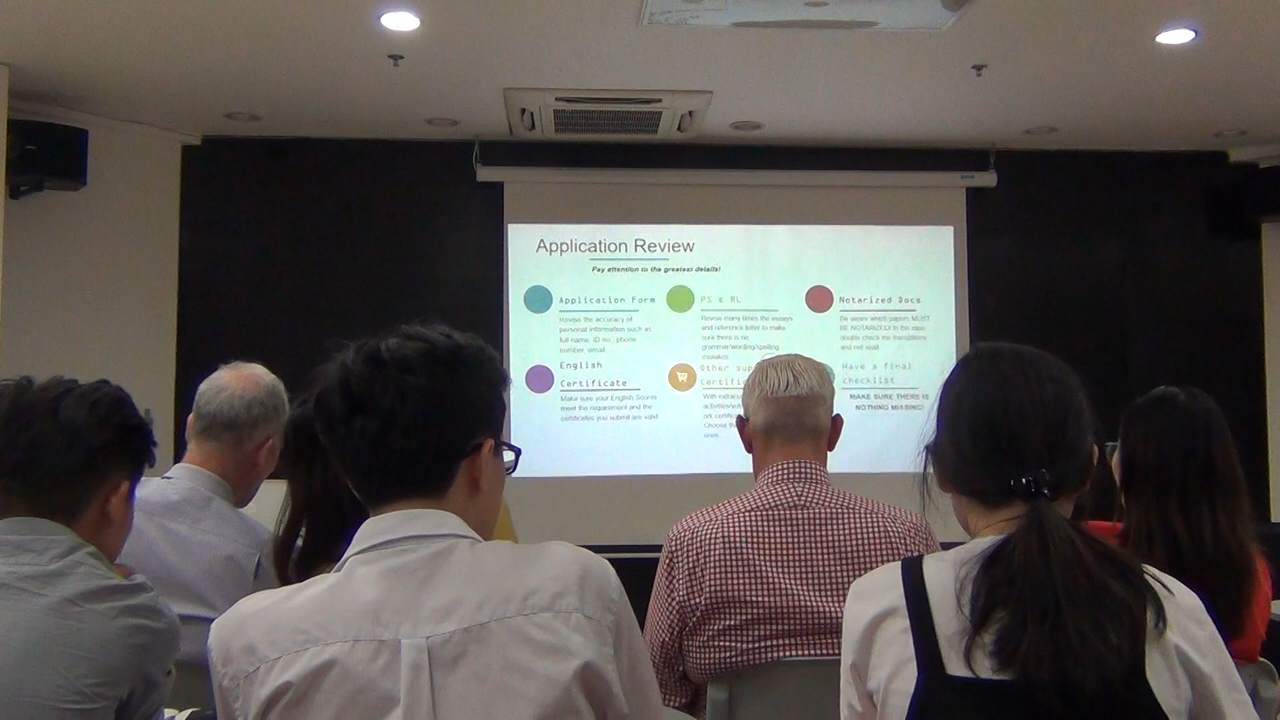 Application Review
Pay attention to the greatest details!
Application Form
Revise the accuracy of
personal information such as
full name, ID no., phone
number, email
PS & RL
Revise many times the essays
and reference letter to make
sure there is no
grammar/wording/spelling
mistakes
Notarized Docs
Be aware which papers MUST
BE NOTARIZED! In the case,
double check the translations
and red seal!
English
Certificate
Make sure your English Scores
meet the requirement and the
certificates you submit are valid
Other
With
Choose
ones.
Have a final
checklist
MAKE SURE THERE IS
NOTHING MISSING!